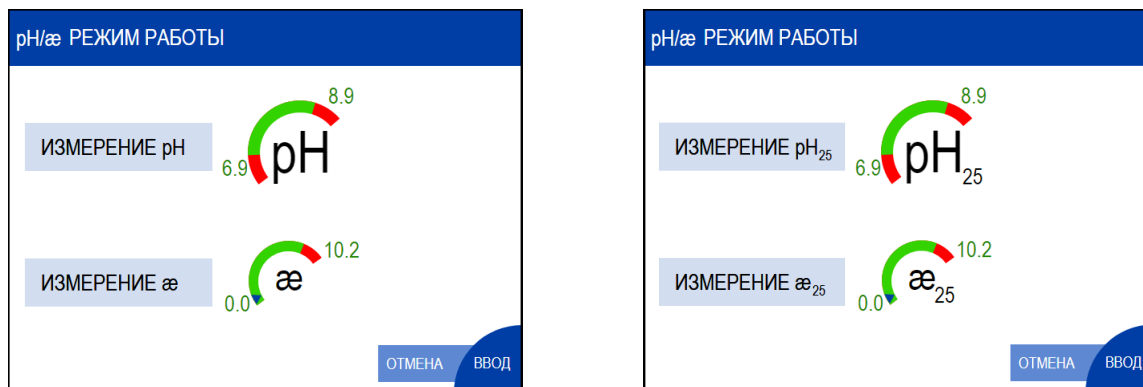 pH/æ РЕЖИМ РАБОТЫ
8.9
ИЗМЕРЕНИЕ pH
pH
6.9
10.2
ИЗМЕРЕНИЕ æ
æ
0.0
ОТМЕНА
ВВОД
pH/æ РЕЖИМ РАБОТЫ
8.9
ИЗМЕРЕНИЕ pH₂₅
pH₂₅
6.9
10.2
ИЗМЕРЕНИЕ æ₂₅
æ₂₅
0.0
ОТМЕНА
ВВОД